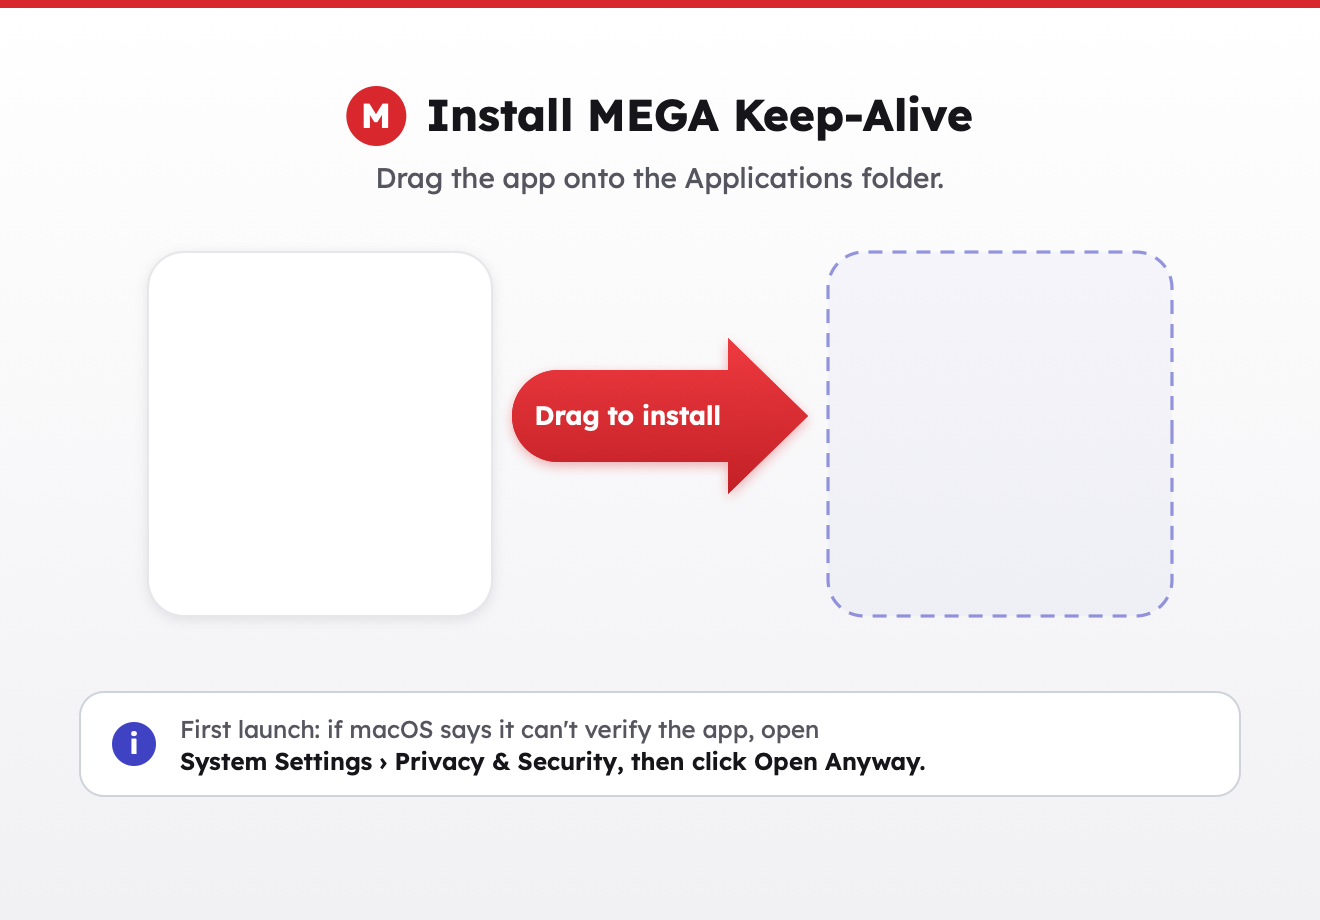 M Install MEGA Keep-Alive
Drag the app onto the Applications folder.
Drag to install
i First launch: if macOS says it can't verify the app, open
System Settings › Privacy & Security, then click Open Anyway.